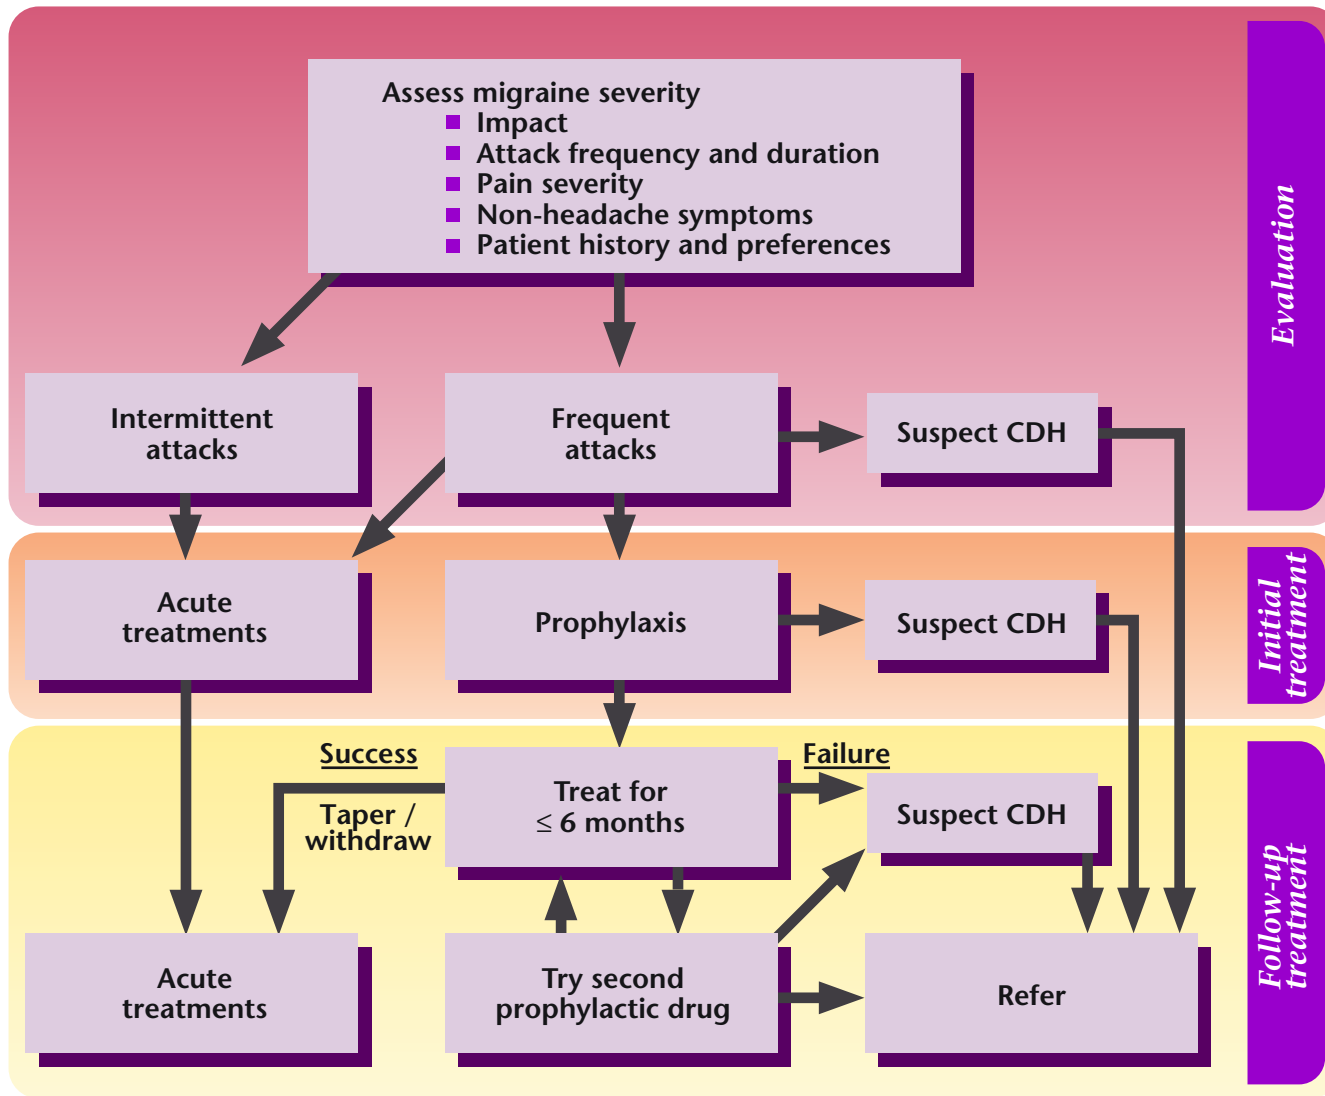 Assess migraine severity
Impact
Attack frequency and duration
Pain severity
Non-headache symptoms
Patient history and preferences
Evaluation
Intermittent
attacks
Frequent
attacks
Suspect CDH
Acute
treatments
Prophylaxis
Suspect CDH
Initial
treatment
Success
Taper /
withdraw
Treat for
≤ 6 months
Failure
Suspect CDH
Follow-up
treatment
Acute
treatments
Try second
prophylactic drug
Refer